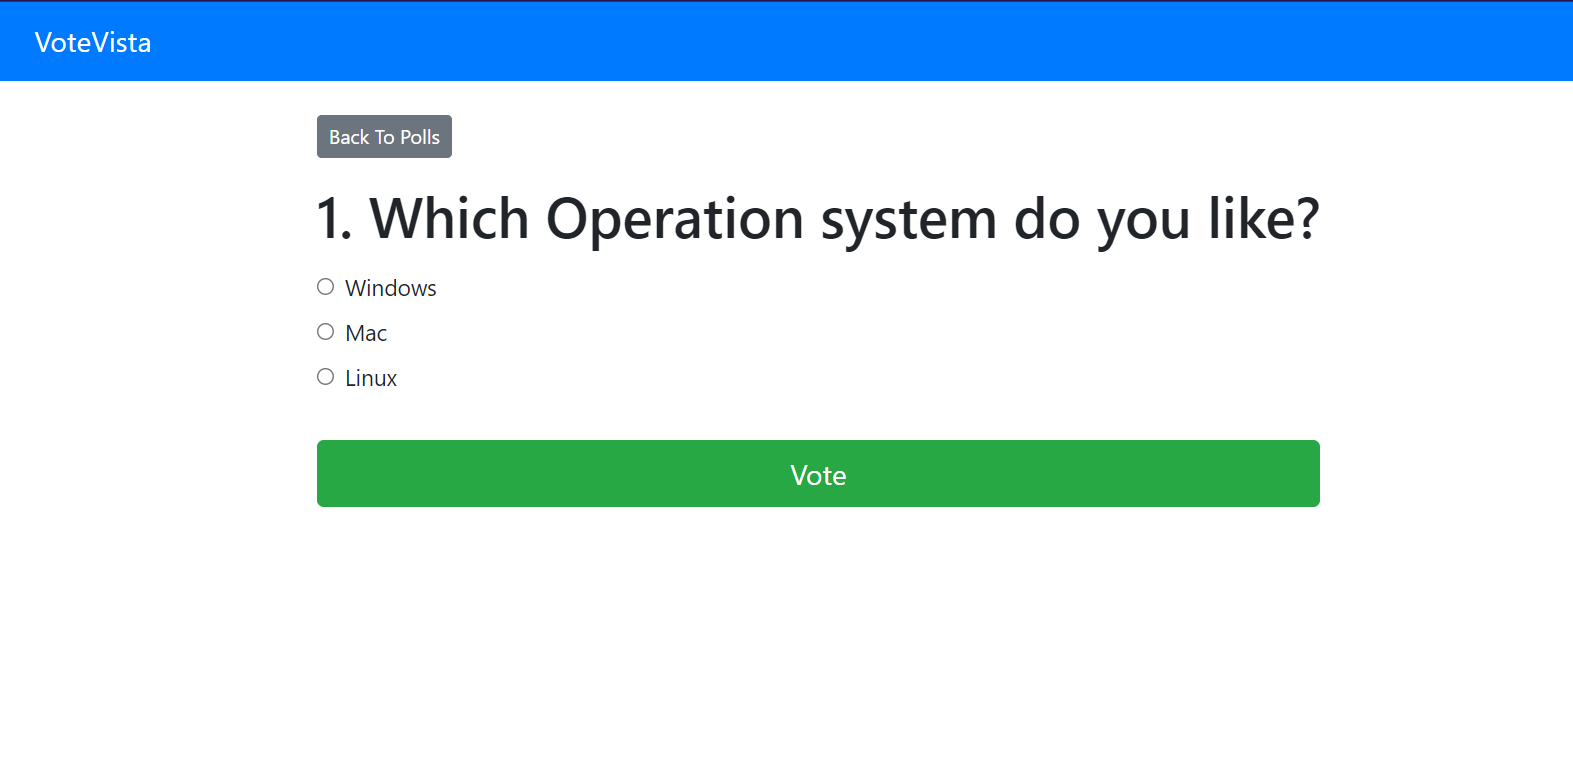 VoteVista
Back To Polls
1. Which Operation system do you like?
Windows
Mac
Linux
Vote